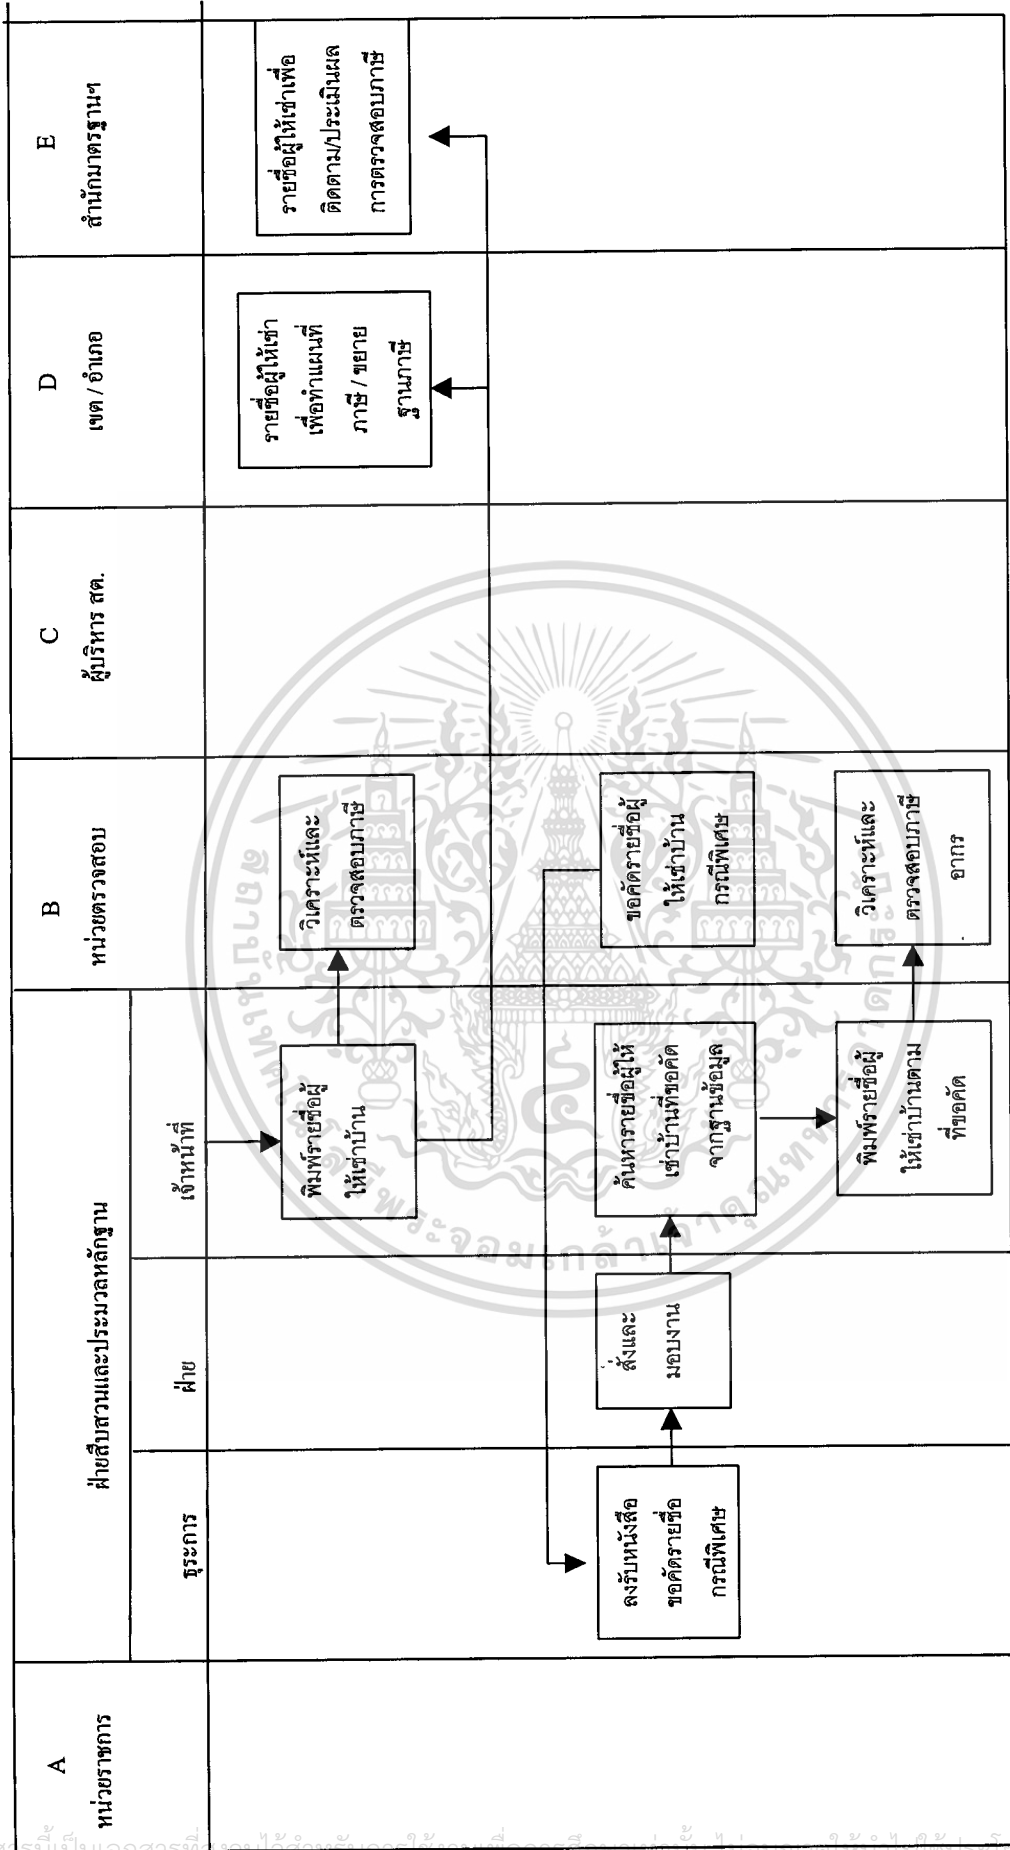 A
หน่วยราชการ
ฝ่ายสืบสวนและประมวลหลักฐาน
ธุรการ
ฝ่าย
เจ้าหน้าที่
B
หน่วยตรวจสอบ
C
ผู้บริหาร สต.
D
เขต / อำเภอ
E
สำนักมาตรฐานฯ
พิมพ์รายชื่อผู้
ให้เช่าบ้าน
วิเคราะห์และ
ตรวจสอบภาษี
รายชื่อผู้ให้เช่า
เพื่อทำแผนที่
ภาษี / ขยาย
ฐานภาษี
รายชื่อผู้ให้เช่าเพื่อ
ติดตาม/ประเมินผล
การตรวจสอบภาษี
ลงรับหนังสือ
ขอคัดรายชื่อ
กรณีพิเศษ
สั่งและ
มอบงาน
ค้นหารายชื่อผู้ให้
เช่าบ้านที่ขอคัด
จากฐานข้อมูล
ขอคัดรายชื่อผู้
ให้เช่าบ้าน
กรณีพิเศษ
พิมพ์รายชื่อผู้
ให้เช่าบ้านตาม
ที่ขอคัด
วิเคราะห์และ
ตรวจสอบภาษี
อากร